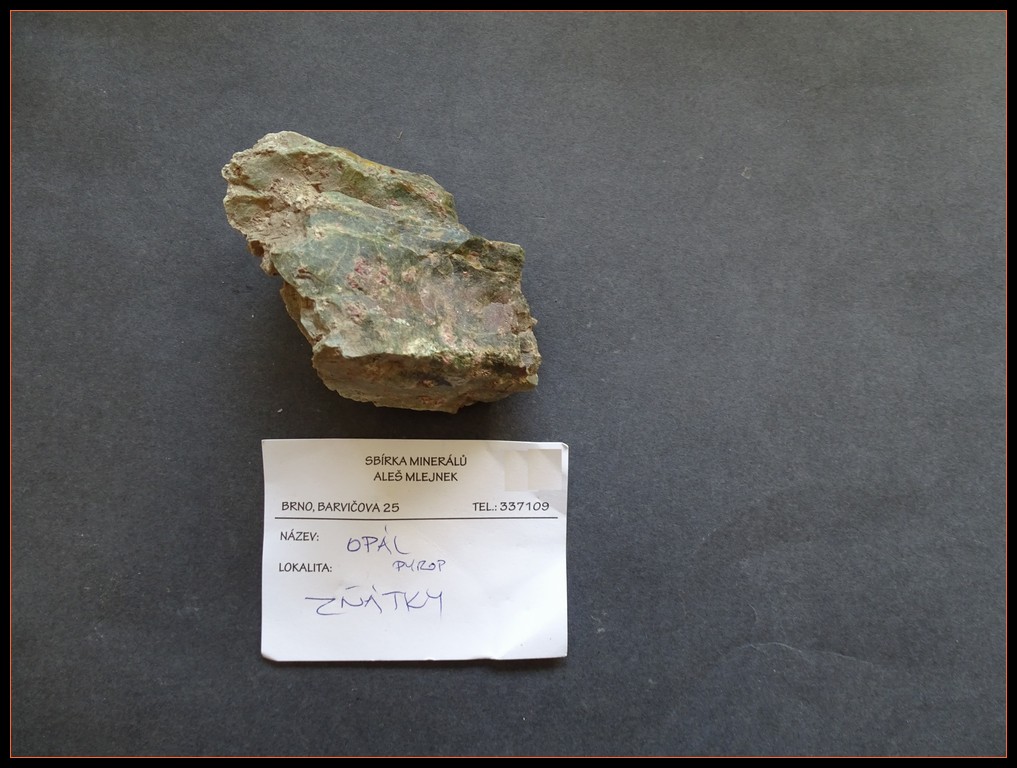 SBÍRKA MINERÁLŮ
ALEŠ MLEJNEK
BRNO, BARVIČOVA 25 TEL.: 337109
NÁZEV: OPÁL
LOKALITA: PYROP
ZŇÁTKY